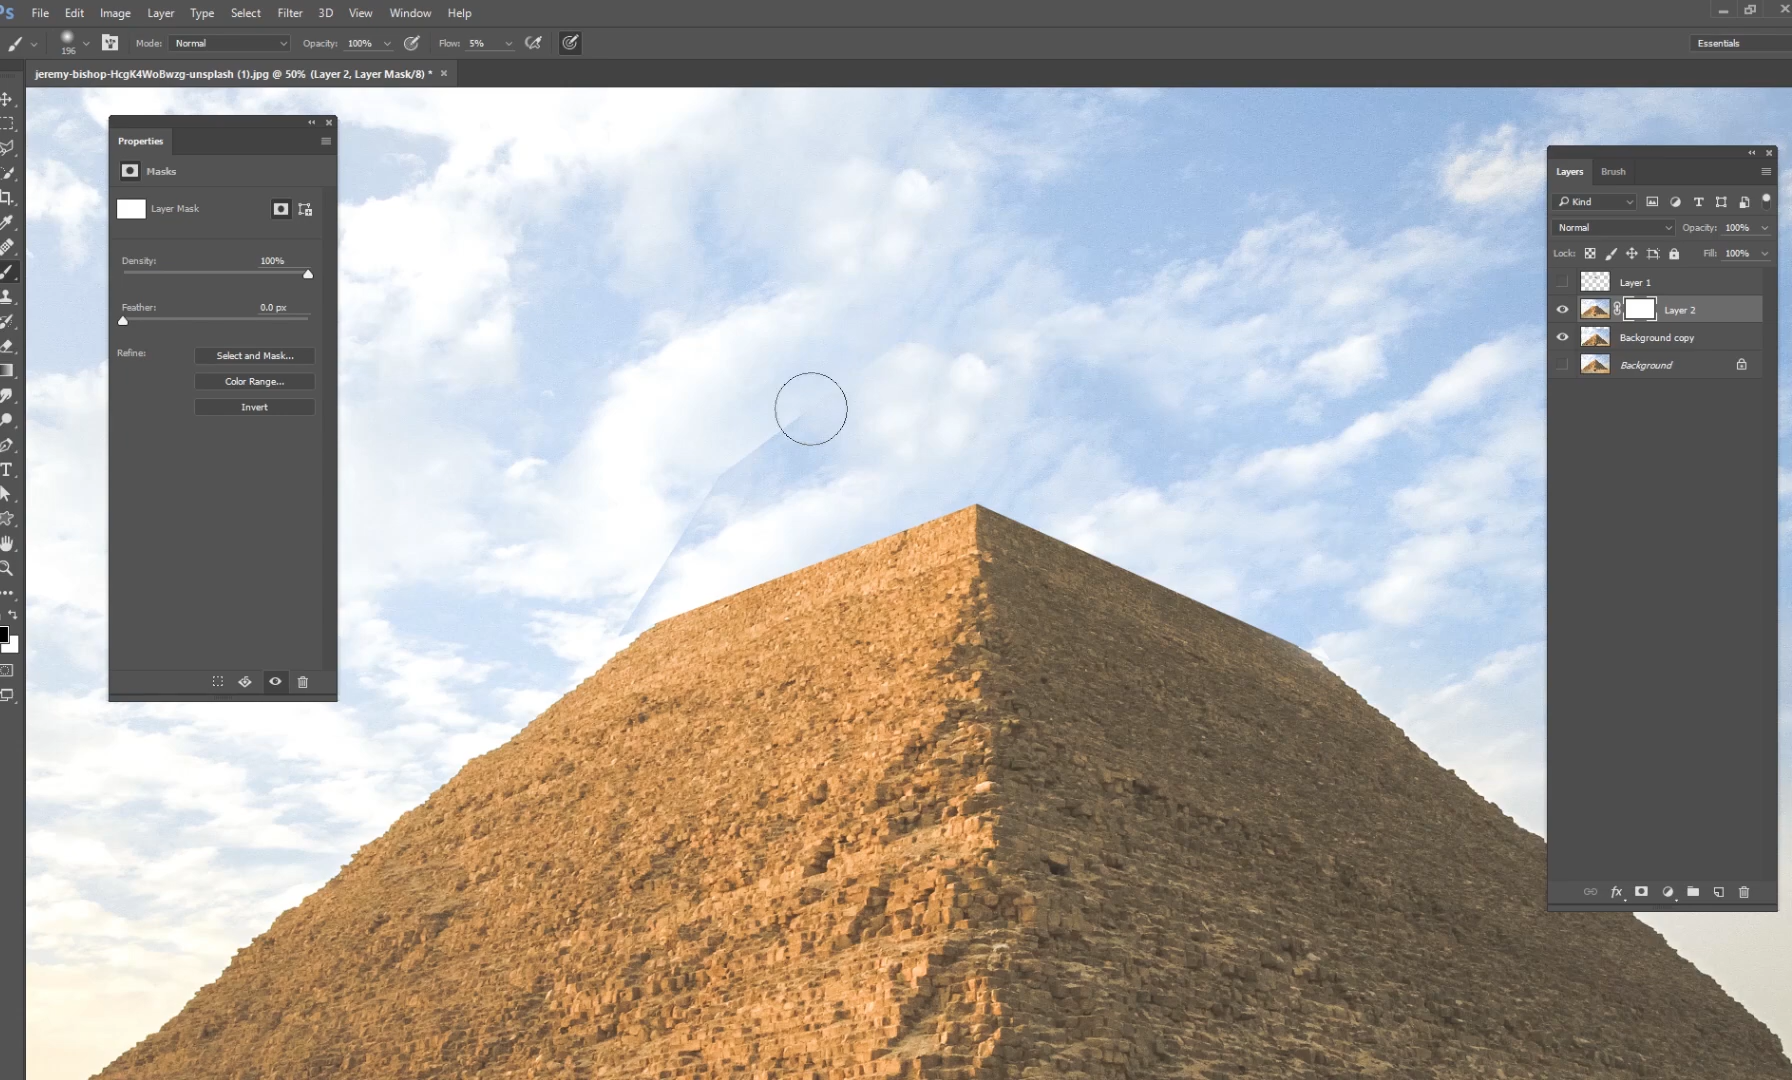 Ps File Edit Image Layer Type Select Filter 3D View Window Help
196 Mode: Normal Opacity: 100% Flow: 5% Essentials
jeremy-bishop-HcgK4WoBwzg-unsplash (1).jpg @ 50% (Layer 2, Layer Mask/8) *
Properties
Masks
Layer Mask
Density: 100%
Feather: 0.0 px
Refine: Select and Mask...
Color Range...
Invert
Layers Brush
Kind
Normal Opacity: 100%
Lock: Fill: 100%
Layer 1
Layer 2
Background copy
Background
fx